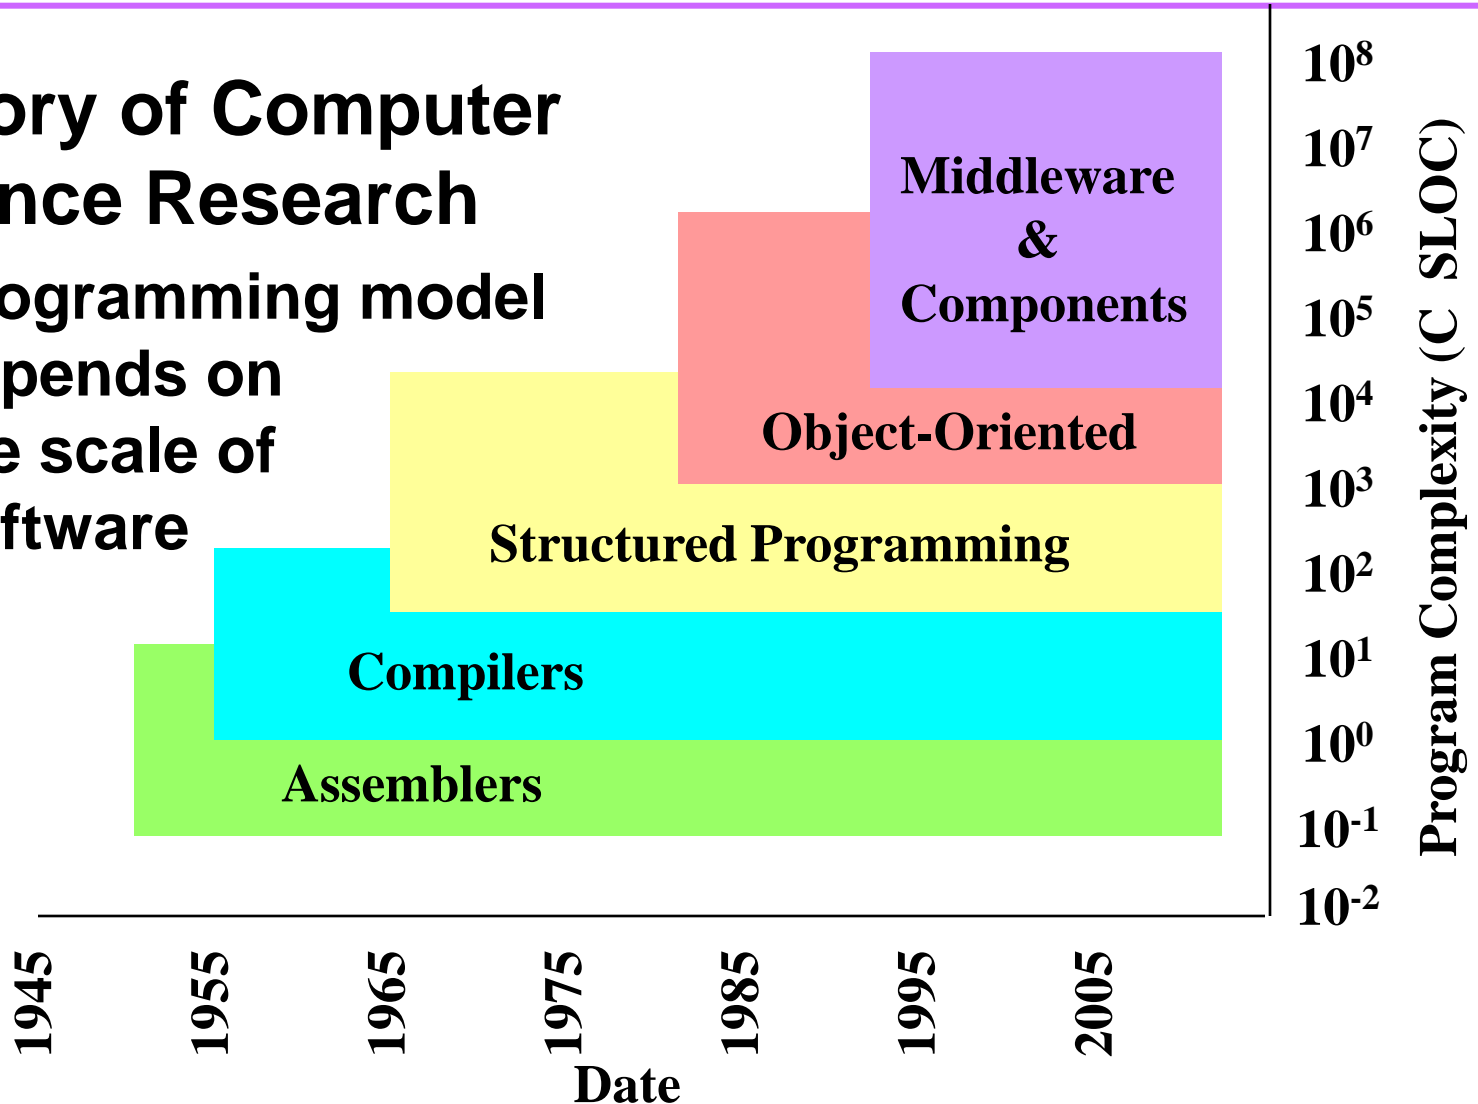 ory of Computer
nce Research
ogramming model
pends on
e scale of
ftware
Middleware
&
Components
Object-Oriented
Structured Programming
Compilers
Assemblers
10⁸
10⁷
10⁶
10⁵
10⁴
10³
10²
10¹
10⁰
10⁻¹
10⁻²
Program Complexity (C SLOC)
1945
1955
1965
1975
1985
1995
2005
Date